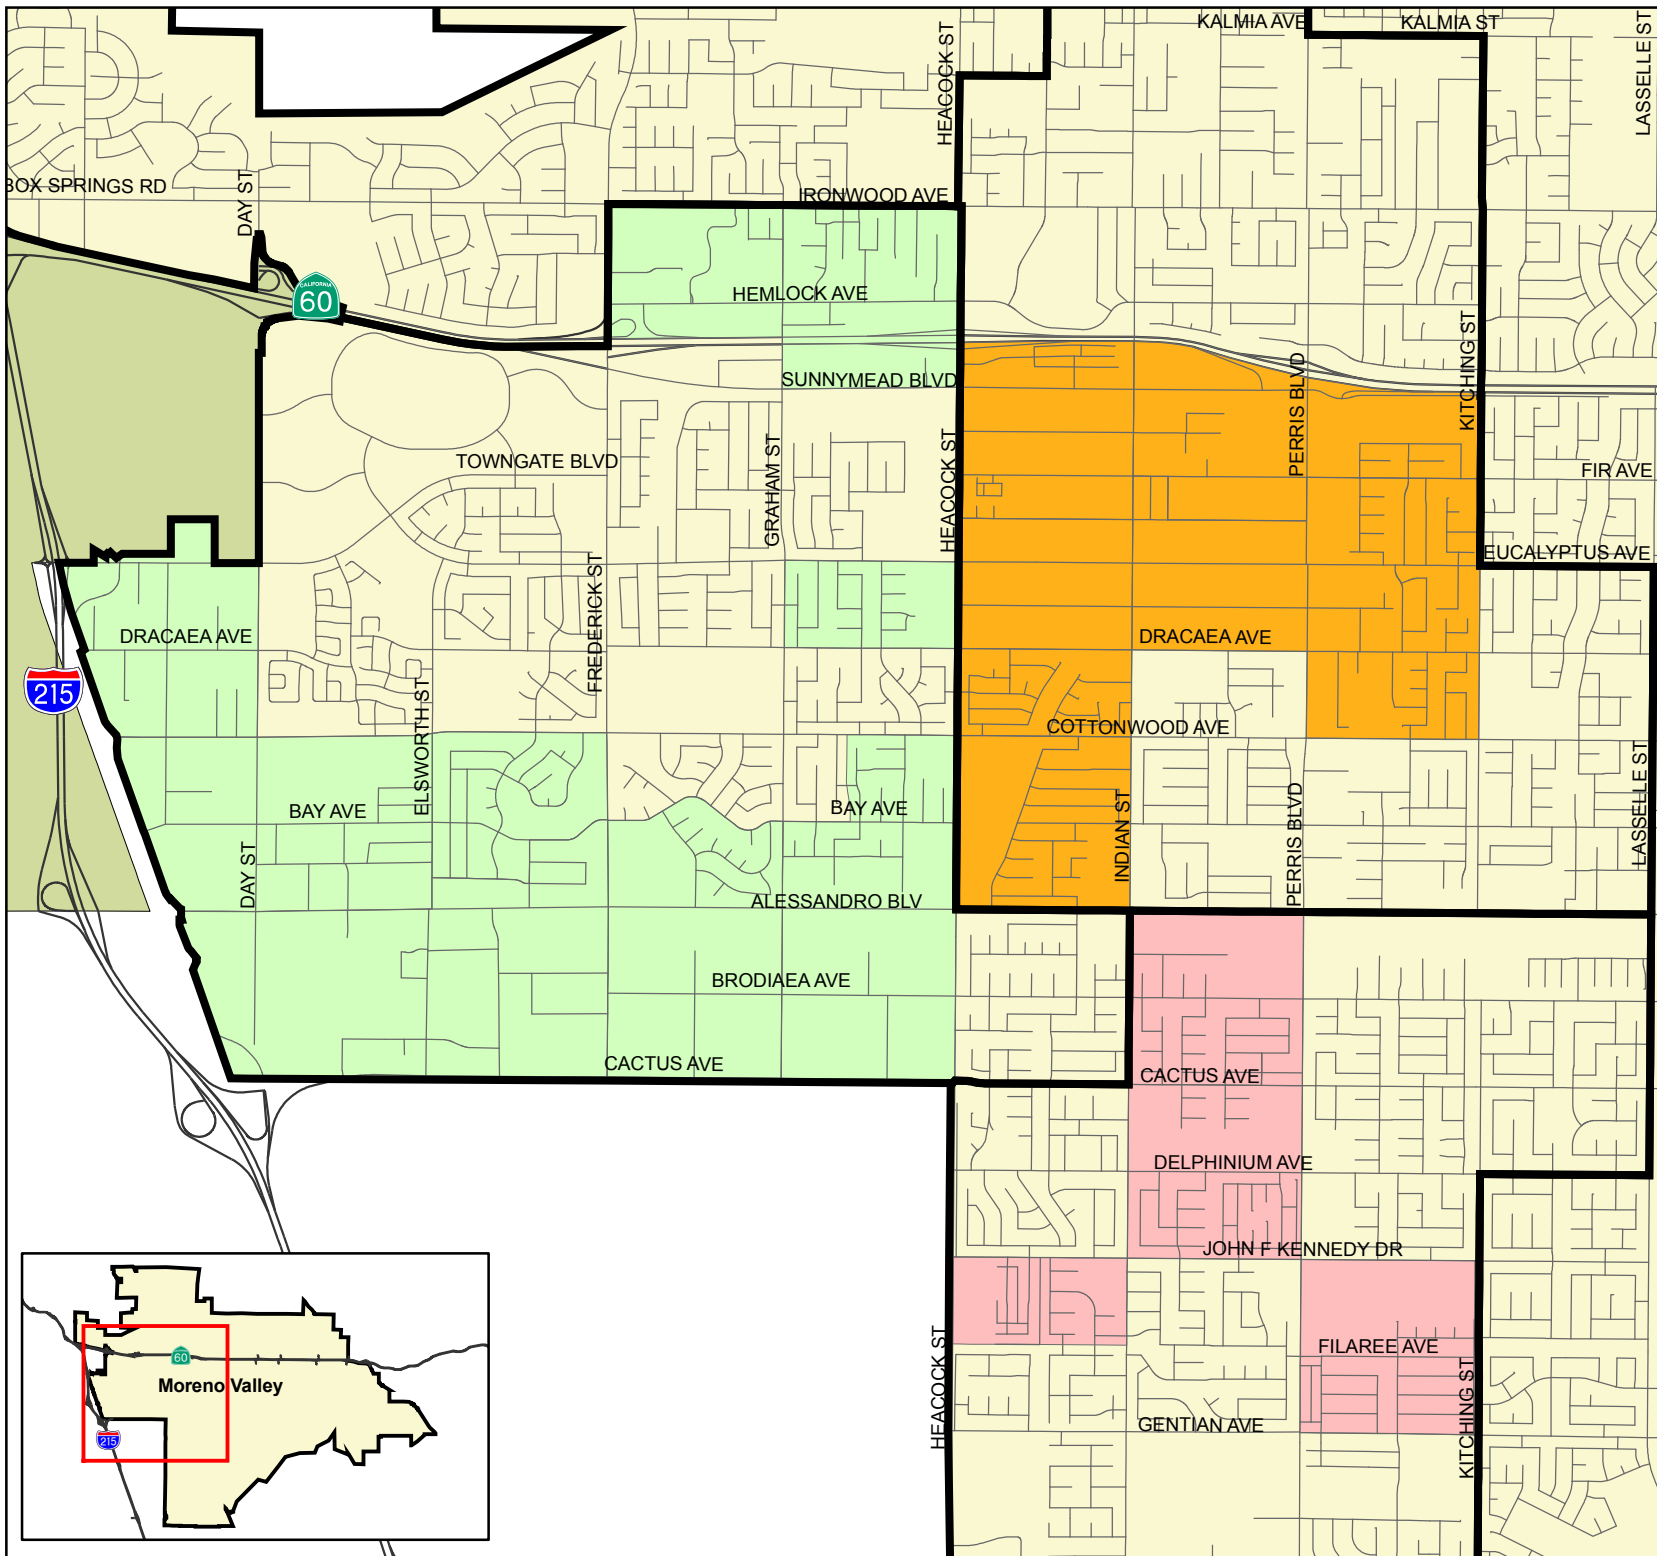 KALMIA AVE
KALMIA ST
HEACOCK ST
LASSELLE ST
BOX SPRINGS RD
DAY ST
IRONWOOD AVE
CALIFORNIA
60
HEMLOCK AVE
SUNNYMEAD BLVD
PERRIS BLVD
KITCHING ST
TOWNGATE BLVD
GRAHAM ST
HEACOCK ST
FIR AVE
EUCALYPTUS AVE
FREDERICK ST
DRACAEA AVE
DRACAEA AVE
215
ELSWORTH ST
COTTONWOOD AVE
BAY AVE
BAY AVE
INDIAN ST
PERRIS BLVD
LASSELLE ST
DAY ST
ALESSANDRO BLV
BRODIAEA AVE
CACTUS AVE
CACTUS AVE
DELPHINIUM AVE
JOHN F KENNEDY DR
HEACOCK ST
FILAREE AVE
KITCHING ST
GENTIAN AVE
60
Moreno Valley
215